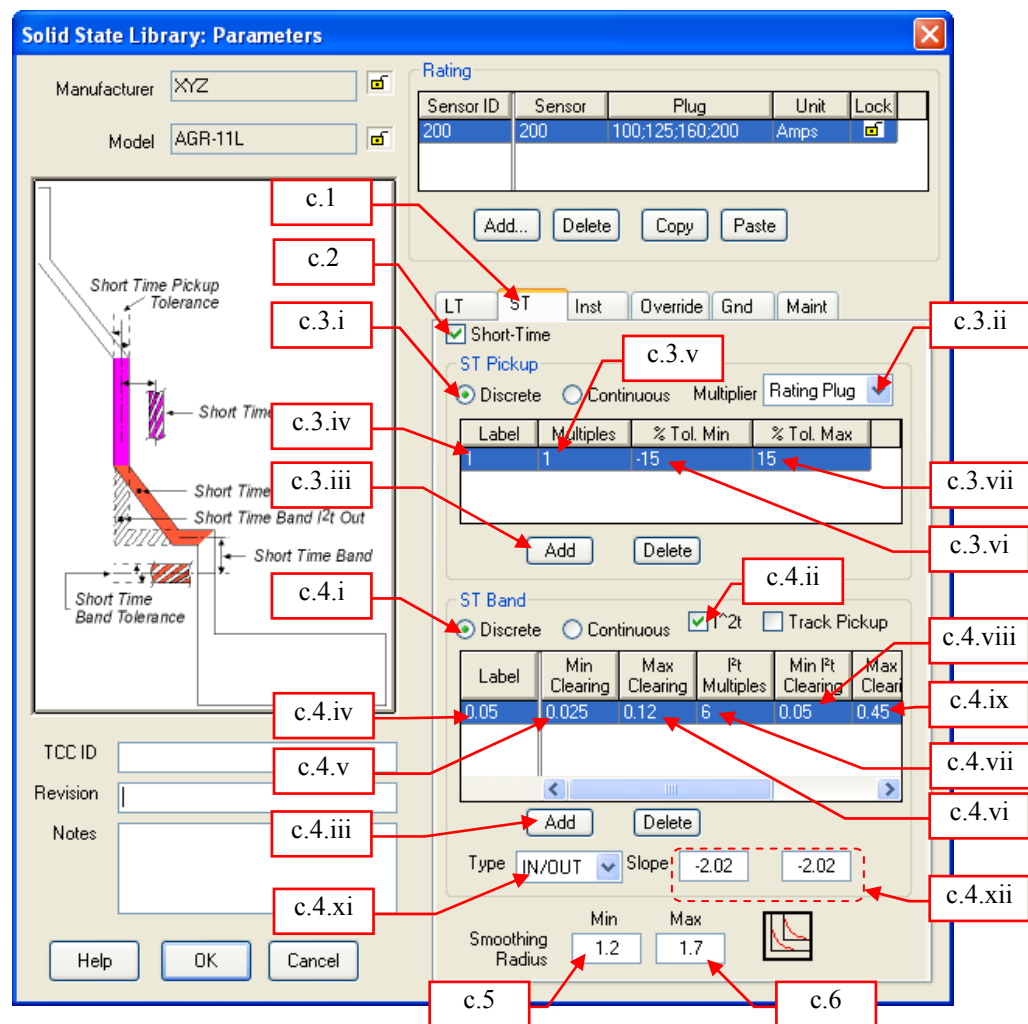 Solid State Library: Parameters
Manufacturer XYZ
Model AGR-11L
Rating
Sensor ID Sensor Plug Unit Lock
200 200 100;125;160;200 Amps
Add... Delete Copy Paste
c.1
c.2
c.3.i
c.3.iv
c.3.iii
c.4.i
c.4.iv
c.4.v
c.4.iii
c.4.xi
Short Time Pickup
Tolerance
Short Time
Short Time
Short Time Band I²t Out
Short Time Band
Short Time
Band Tolerance
LT ST Inst Override Gnd Maint
Short-Time
c.3.v
c.3.ii
ST Pickup
Discrete Continuous Multiplier Rating Plug
Label Multiples % Tol. Min % Tol. Max
1 1 -15 15
c.3.vii
c.3.vi
Add Delete
c.4.ii
ST Band
Discrete Continuous I^2t Track Pickup
c.4.viii
Label Min Clearing Max Clearing I²t Multiples Min I²t Clearing Max Cleari
0.05 0.025 0.12 6 0.05 0.45
c.4.ix
c.4.vii
c.4.vi
Add Delete
Type IN/OUT Slope -2.02 -2.02
c.4.xii
Min Max
Smoothing Radius 1.2 1.7
c.5 c.6
TCC ID
Revision
Notes
Help OK Cancel